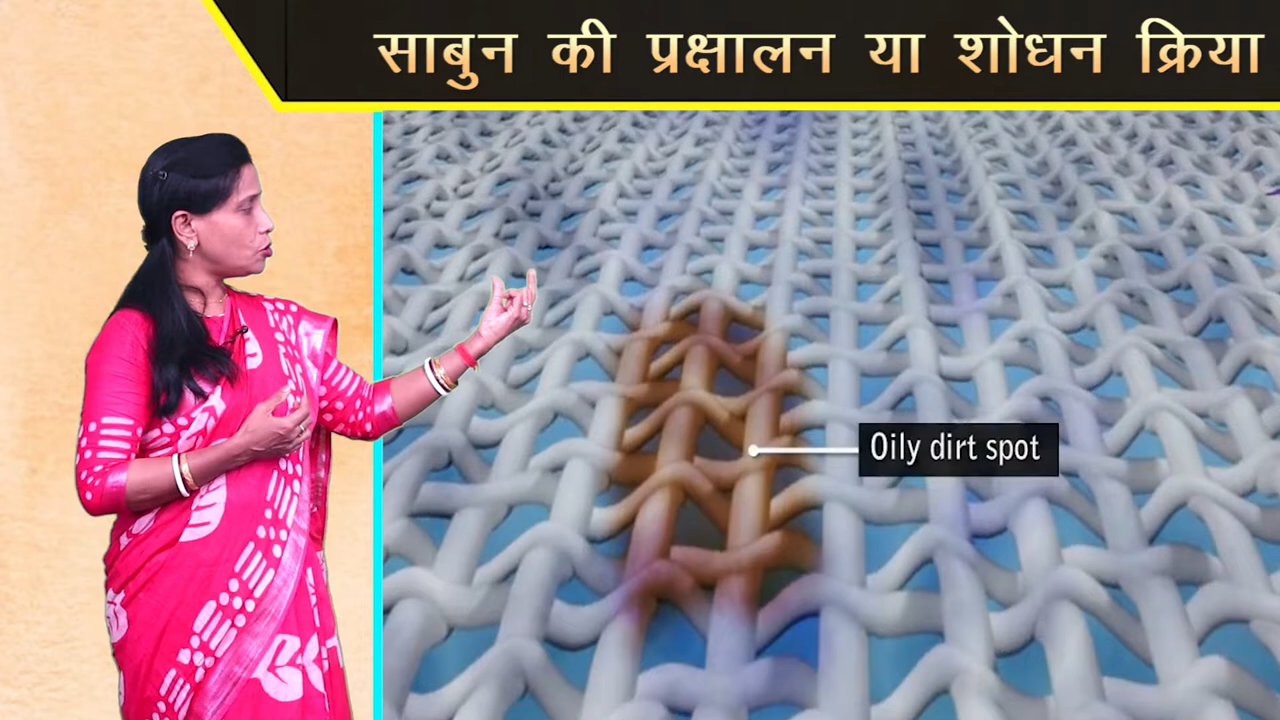 साबुन की प्रक्षालन या शोधन क्रिया
Oily dirt spot